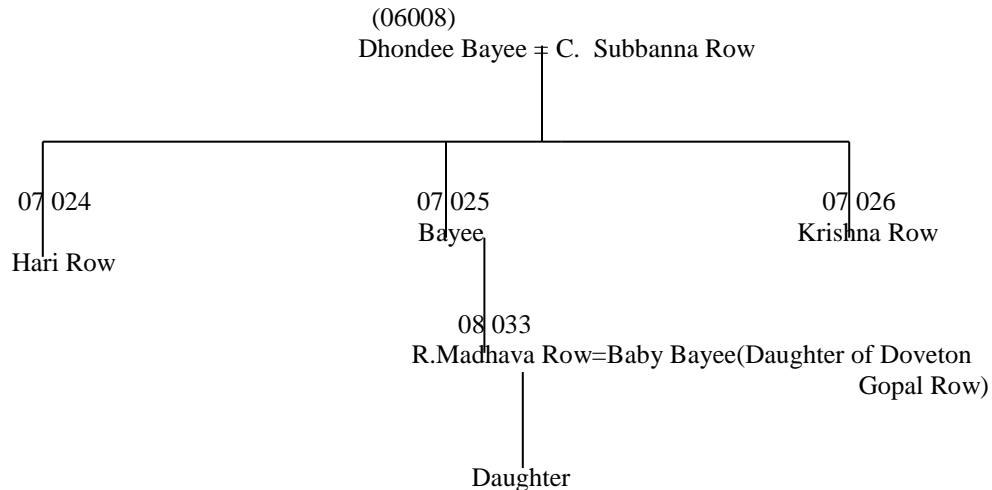 (06008)
Dhondee Bayee = C. Subbanna Row
07 024 07 025 07 026
Bayee Krishna Row
Hari Row
08 033
R.Madhava Row=Baby Bayee(Daughter of Doveton
Gopal Row)
Daughter